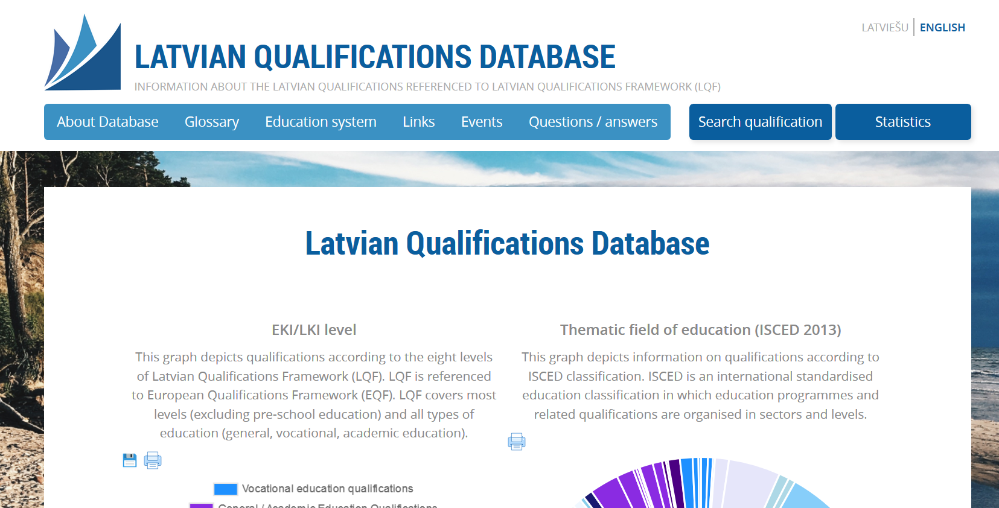 LATVIEŠU ENGLISH
LATVIAN QUALIFICATIONS DATABASE
INFORMATION ABOUT THE LATVIAN QUALIFICATIONS REFERENCED TO LATVIAN QUALIFICATIONS FRAMEWORK (LQF)
About Database Glossary Education system Links Events Questions / answers Search qualification Statistics
Latvian Qualifications Database
EKI/LKI level
This graph depicts qualifications according to the eight levels
of Latvian Qualifications Framework (LQF). LQF is referenced
to European Qualifications Framework (EQF). LQF covers most
levels (excluding pre-school education) and all types of
education (general, vocational, academic education).
Vocational education qualifications
General / Academic Education Qualifications
Thematic field of education (ISCED 2013)
This graph depicts information on qualifications according to
ISCED classification. ISCED is an international standardised
education classification in which education programmes and
related qualifications are organised in sectors and levels.